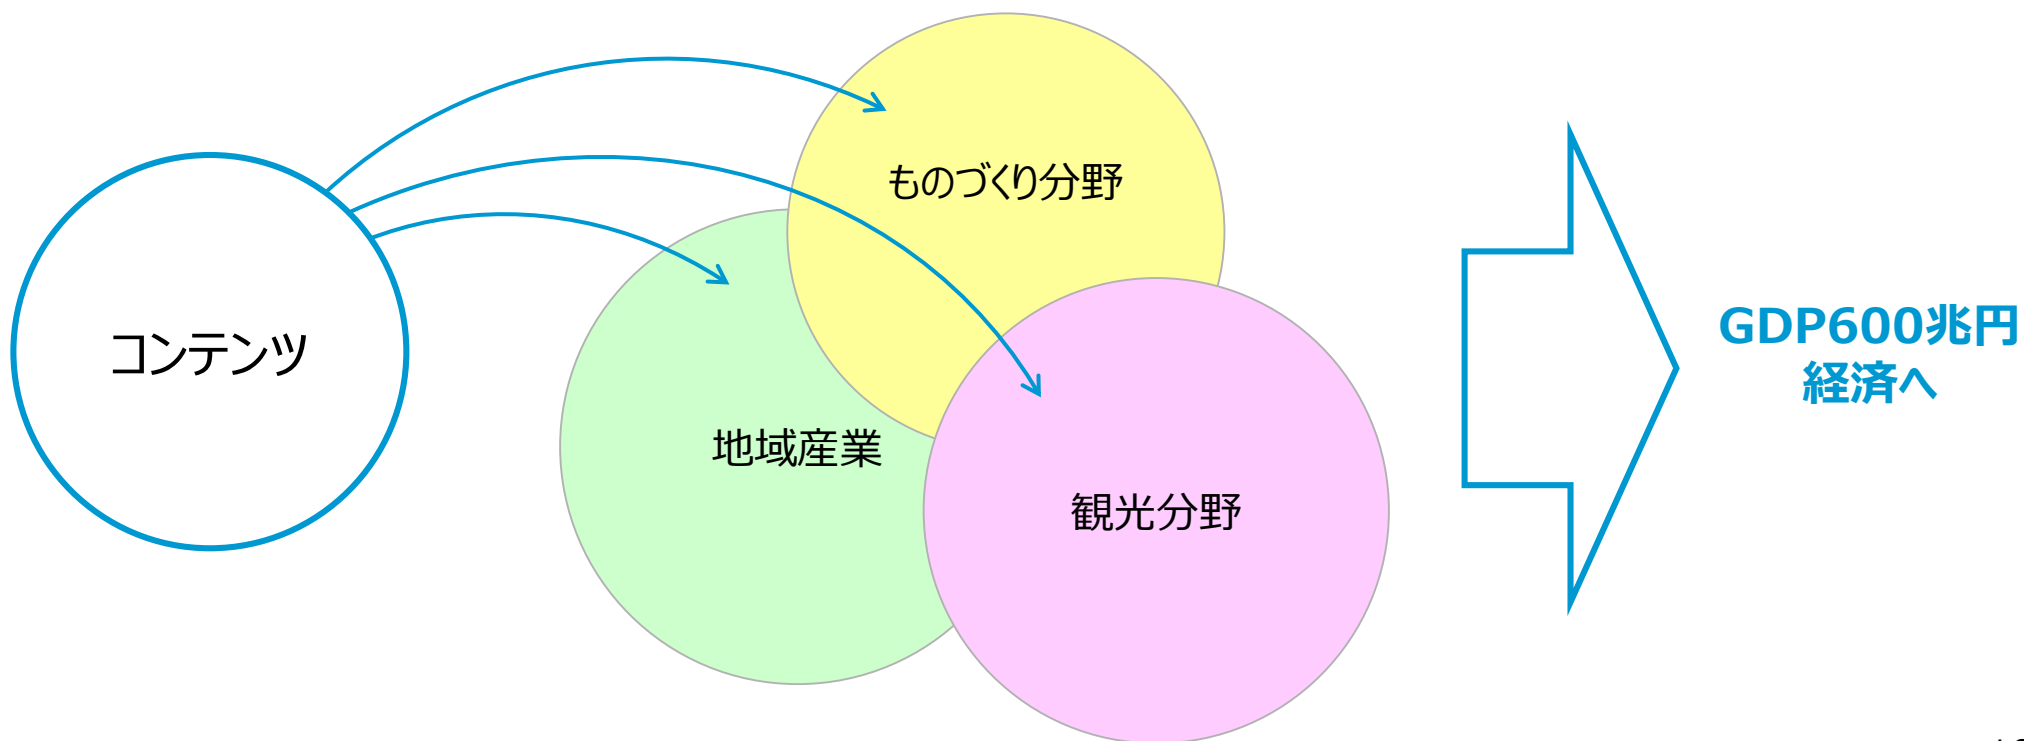 ものづくり分野
コンテンツ
地域産業
観光分野
GDP600兆円
経済へ